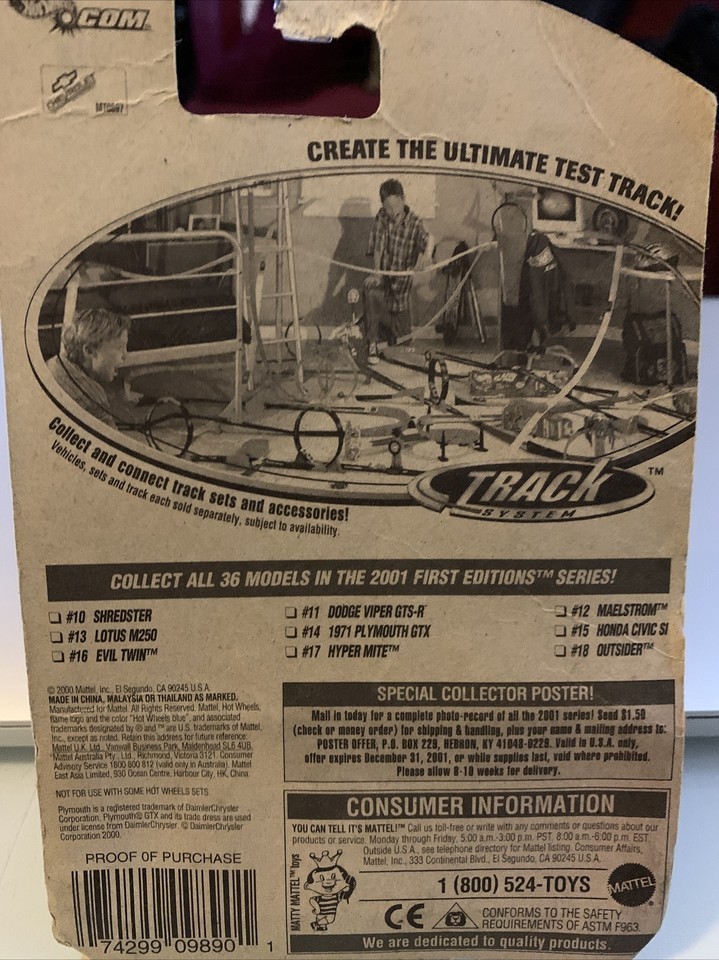 .COM
CHEVROLET
CREATE THE ULTIMATE TEST TRACK!
Collect and connect track sets and accessories!
Vehicles, sets and track each sold separately, subject to availability.
TRACK ™
SYSTEM
COLLECT ALL 36 MODELS IN THE 2001 FIRST EDITIONS™ SERIES!
#10 SHREDSTER
#11 DODGE VIPER GTS-R
#12 MAELSTROM™
#13 LOTUS M250
#14 1971 PLYMOUTH GTX
#15 HONDA CIVIC SI
#16 EVIL TWIN™
#17 HYPER MITE™
#18 OUTSIDER™
© 2000 Mattel, Inc., El Segundo, CA 90245 U.S.A.
MADE IN CHINA, MALAYSIA OR THAILAND AS MARKED.
Manufactured for Mattel. All Rights Reserved. Mattel, Hot Wheels,
flame logo and the color "Hot Wheels blue", and associated
trademarks designated by ® and ™ are U.S. trademarks of Mattel,
Inc., except as noted. Retain this address for future reference:
Mattel U.K. Ltd., Vanwall Business Park, Maidenhead SL6 4UB.
Mattel Australia Pty., Ltd., Richmond, Victoria 3121. Consumer
Advisory Service 1800 800 812 (valid only in Australia). Mattel
East Asia Limited, 930 Ocean Centre, Harbour City, HK, China.
NOT FOR USE WITH SOME HOT WHEELS SETS.
Plymouth is a registered trademark of DaimlerChrysler
Corporation. Plymouth® GTX and its trade dress are used
under license from DaimlerChrysler. © DaimlerChrysler
Corporation 2000.
PROOF OF PURCHASE
74299 09890 1
SPECIAL COLLECTOR POSTER!
Mail in today for a complete photo-record of all the 2001 series! Send $1.50
(check or money order) for shipping & handling, plus your name & mailing address to:
POSTER OFFER, P.O. BOX 229, HEBRON, KY 41048-0229. Valid in U.S.A. only,
offer expires December 31, 2001, or while supplies last, void where prohibited.
Please allow 8-10 weeks for delivery.
CONSUMER INFORMATION
YOU CAN TELL IT'S MATTEL!™ Call us toll-free or write with any comments or questions about our
products or service. Monday through Friday, 5:00 a.m.-3:00 p.m. PST, 8:00 a.m.-6:00 p.m. EST.
Outside U.S.A., see telephone directory for Mattel listing. Consumer Affairs,
Mattel, Inc., 333 Continental Blvd., El Segundo, CA 90245 U.S.A.
MATTY MATTEL™ toys
1 (800) 524-TOYS
MATTEL
CE
CONFORMS TO THE SAFETY
REQUIREMENTS OF ASTM F963.
We are dedicated to quality products.